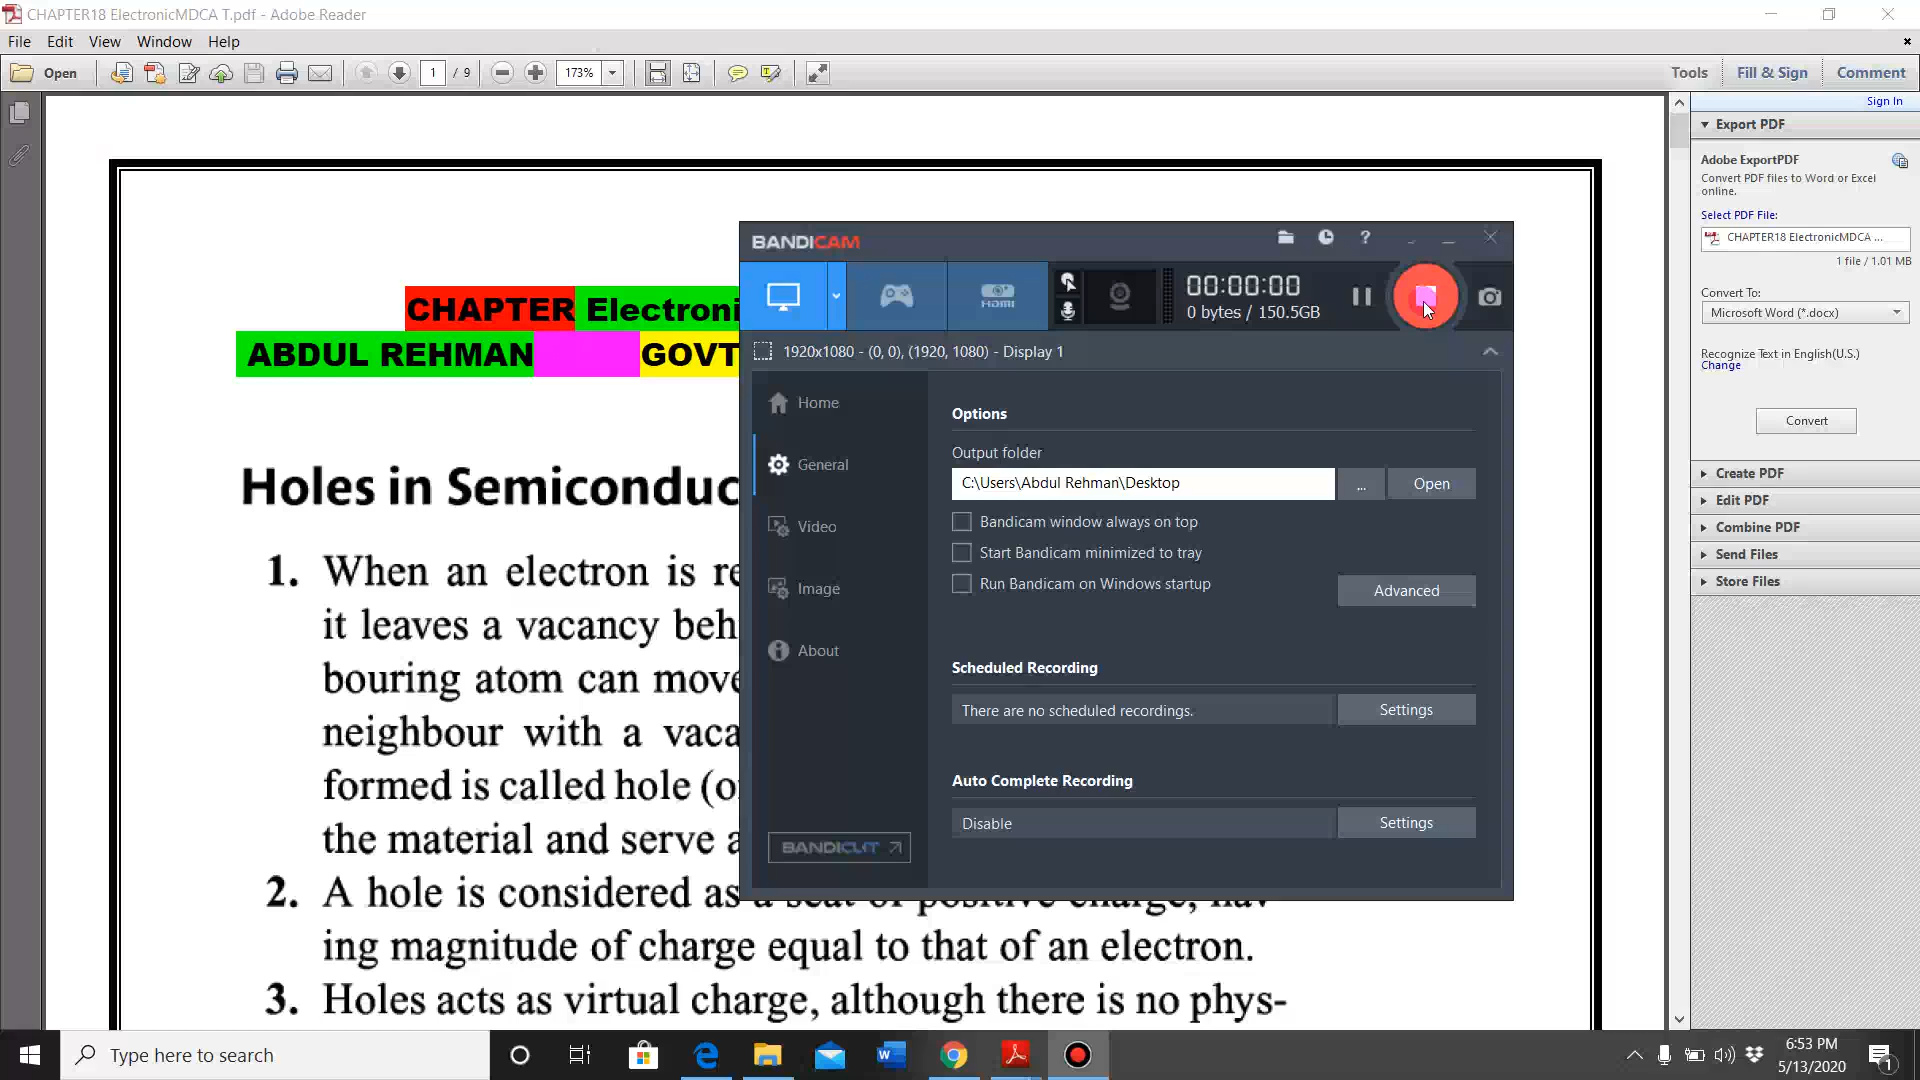 CHAPTER18 ElectronicMDCA T.pdf - Adobe Reader
File Edit View Window Help
Open 1 / 9 173% Tools Fill & Sign Comment
Sign In
Export PDF
Adobe ExportPDF
Convert PDF files to Word or Excel
online.
Select PDF File:
CHAPTER18 ElectronicMDCA ...
1 file / 1.01 MB
Convert To:
Microsoft Word (*.docx)
Recognize Text in English(U.S.)
Change
Convert
Create PDF
Edit PDF
Combine PDF
Send Files
Store Files
CHAPTER Electroni
ABDUL REHMAN GOVT
Holes in Semiconduc
1. When an electron is re
it leaves a vacancy beh
bouring atom can move
neighbour with a vaca
formed is called hole (o
the material and serve a
2. A hole is considered as a seat of positive charge, hav-
ing magnitude of charge equal to that of an electron.
3. Holes acts as virtual charge, although there is no phys-
BANDICAM
HDMI
00:00:00
0 bytes / 150.5GB
1920x1080 - (0, 0), (1920, 1080) - Display 1
Home
General
Video
Image
About
BANDICUT
Options
Output folder
C:\Users\Abdul Rehman\Desktop
... Open
Bandicam window always on top
Start Bandicam minimized to tray
Run Bandicam on Windows startup
Advanced
Scheduled Recording
There are no scheduled recordings. Settings
Auto Complete Recording
Disable Settings
Type here to search
6:53 PM
5/13/2020
1